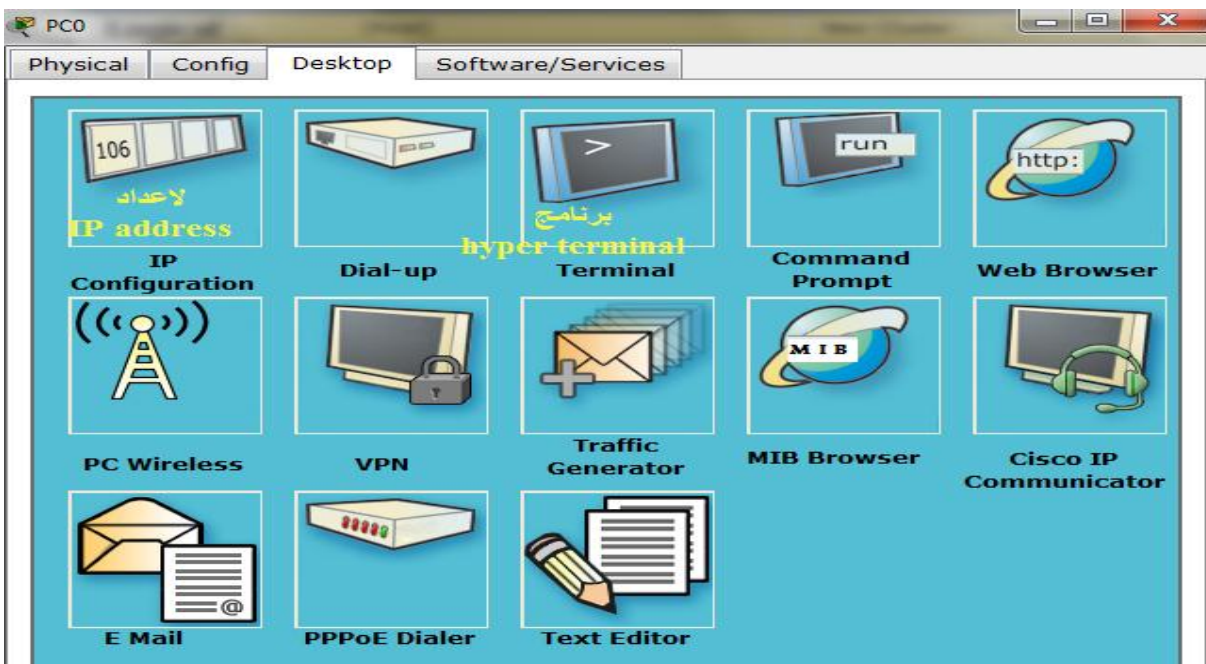 PC0
Physical Config Desktop Software/Services
106
لاعداد
IP address
IP
Configuration
Dial-up
>
برنامج
hyper terminal
Terminal
run
Command
Prompt
http:
Web Browser
PC Wireless
VPN
Traffic
Generator
MIB
MIB Browser
Cisco IP
Communicator
@
E Mail
PPPoE Dialer
Text Editor